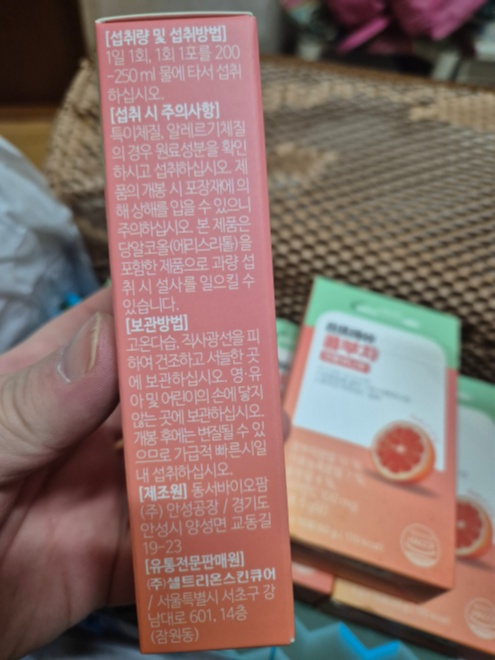 [섭취량 및 섭취방법]
1일 1회, 1회 1포를 200
-250 ml 물에 타서 섭취
하십시오.
[섭취 시 주의사항]
특이체질, 알레르기체질
의 경우 원료성분을 확인
하시고 섭취하십시오. 제
품의 개봉 시 포장재에 의
해 상해를 입을 수 있으니
주의하십시오. 본 제품은
당알코올(에리스리톨)을
포함한 제품으로 과량 섭
취 시 설사를 일으킬 수
있습니다.
[보관방법]
고온다습, 직사광선을 피
하여 건조하고 서늘한 곳
에 보관하십시오. 영·유
아 및 어린이의 손에 닿지
않는 곳에 보관하십시오.
개봉 후에는 변질될 수 있
으므로 가급적 빠른시일
내 섭취하십시오.
[제조원] 동서바이오팜
(주) 안성공장 / 경기도
안성시 양성면 교동길
19-23
[유통전문판매원]
(주)셀트리온스킨큐어
/ 서울특별시 서초구 강
남대로 601, 14층
(잠원동)